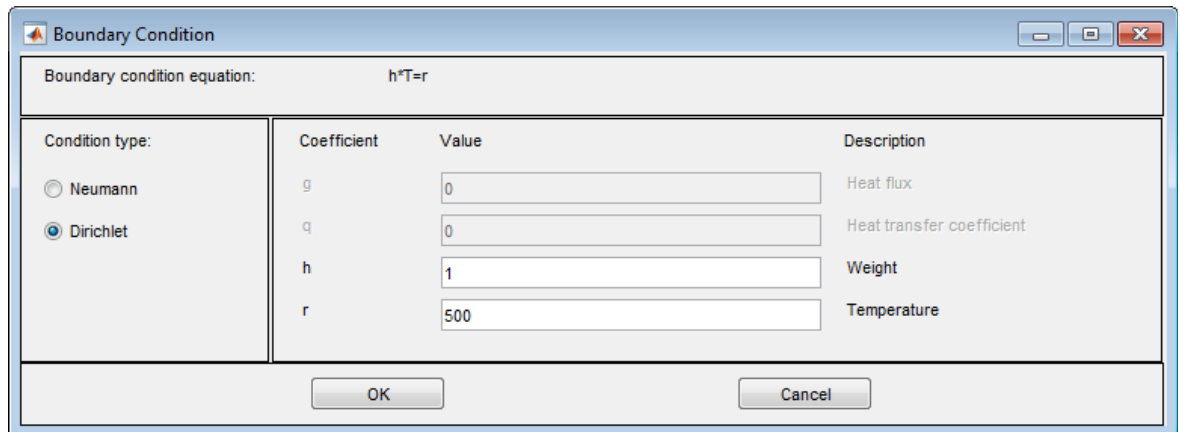 Boundary Condition
Boundary condition equation: h*T=r
Condition type:
Neumann
Dirichlet
Coefficient Value Description
g 0 Heat flux
q 0 Heat transfer coefficient
h 1 Weight
r 500 Temperature
OK Cancel